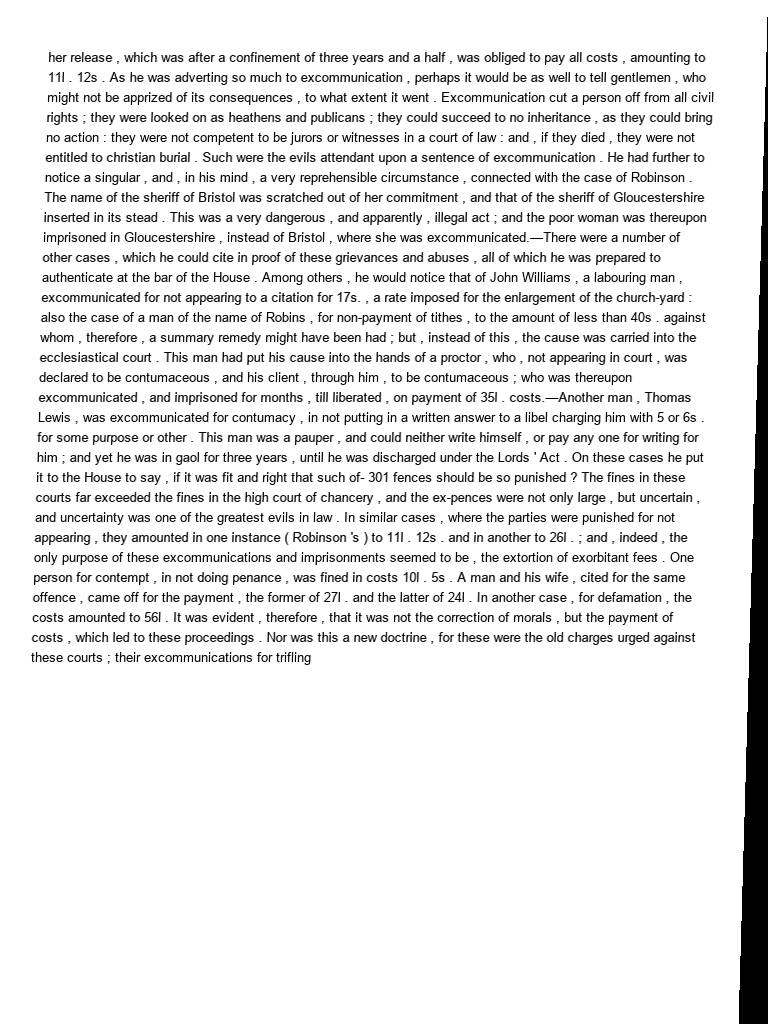 her release , which was after a confinement of three years and a half , was obliged to pay all costs , amounting to
11l . 12s . As he was adverting so much to excommunication , perhaps it would be as well to tell gentlemen , who
might not be apprized of its consequences , to what extent it went . Excommunication cut a person off from all civil
rights ; they were looked on as heathens and publicans ; they could succeed to no inheritance , as they could bring
no action : they were not competent to be jurors or witnesses in a court of law : and , if they died , they were not
entitled to christian burial . Such were the evils attendant upon a sentence of excommunication . He had further to
notice a singular , and , in his mind , a very reprehensible circumstance , connected with the case of Robinson .
The name of the sheriff of Bristol was scratched out of her commitment , and that of the sheriff of Gloucestershire
inserted in its stead . This was a very dangerous , and apparently , illegal act ; and the poor woman was thereupon
imprisoned in Gloucestershire , instead of Bristol , where she was excommunicated.—There were a number of
other cases , which he could cite in proof of these grievances and abuses , all of which he was prepared to
authenticate at the bar of the House . Among others , he would notice that of John Williams , a labouring man ,
excommunicated for not appearing to a citation for 17s. , a rate imposed for the enlargement of the church-yard :
also the case of a man of the name of Robins , for non-payment of tithes , to the amount of less than 40s . against
whom , therefore , a summary remedy might have been had ; but , instead of this , the cause was carried into the
ecclesiastical court . This man had put his cause into the hands of a proctor , who , not appearing in court , was
declared to be contumaceous , and his client , through him , to be contumaceous ; who was thereupon
excommunicated , and imprisoned for months , till liberated , on payment of 35l . costs.—Another man , Thomas
Lewis , was excommunicated for contumacy , in not putting in a written answer to a libel charging him with 5 or 6s .
for some purpose or other . This man was a pauper , and could neither write himself , or pay any one for writing for
him ; and yet he was in gaol for three years , until he was discharged under the Lords ' Act . On these cases he put
it to the House to say , if it was fit and right that such of- 301 fences should be so punished ? The fines in these
courts far exceeded the fines in the high court of chancery , and the ex-pences were not only large , but uncertain ,
and uncertainty was one of the greatest evils in law . In similar cases , where the parties were punished for not
appearing , they amounted in one instance ( Robinson 's ) to 11l . 12s . and in another to 26l . ; and , indeed , the
only purpose of these excommunications and imprisonments seemed to be , the extortion of exorbitant fees . One
person for contempt , in not doing penance , was fined in costs 10l . 5s . A man and his wife , cited for the same
offence , came off for the payment , the former of 27l . and the latter of 24l . In another case , for defamation , the
costs amounted to 56l . It was evident , therefore , that it was not the correction of morals , but the payment of
costs , which led to these proceedings . Nor was this a new doctrine , for these were the old charges urged against
these courts ; their excommunications for trifling